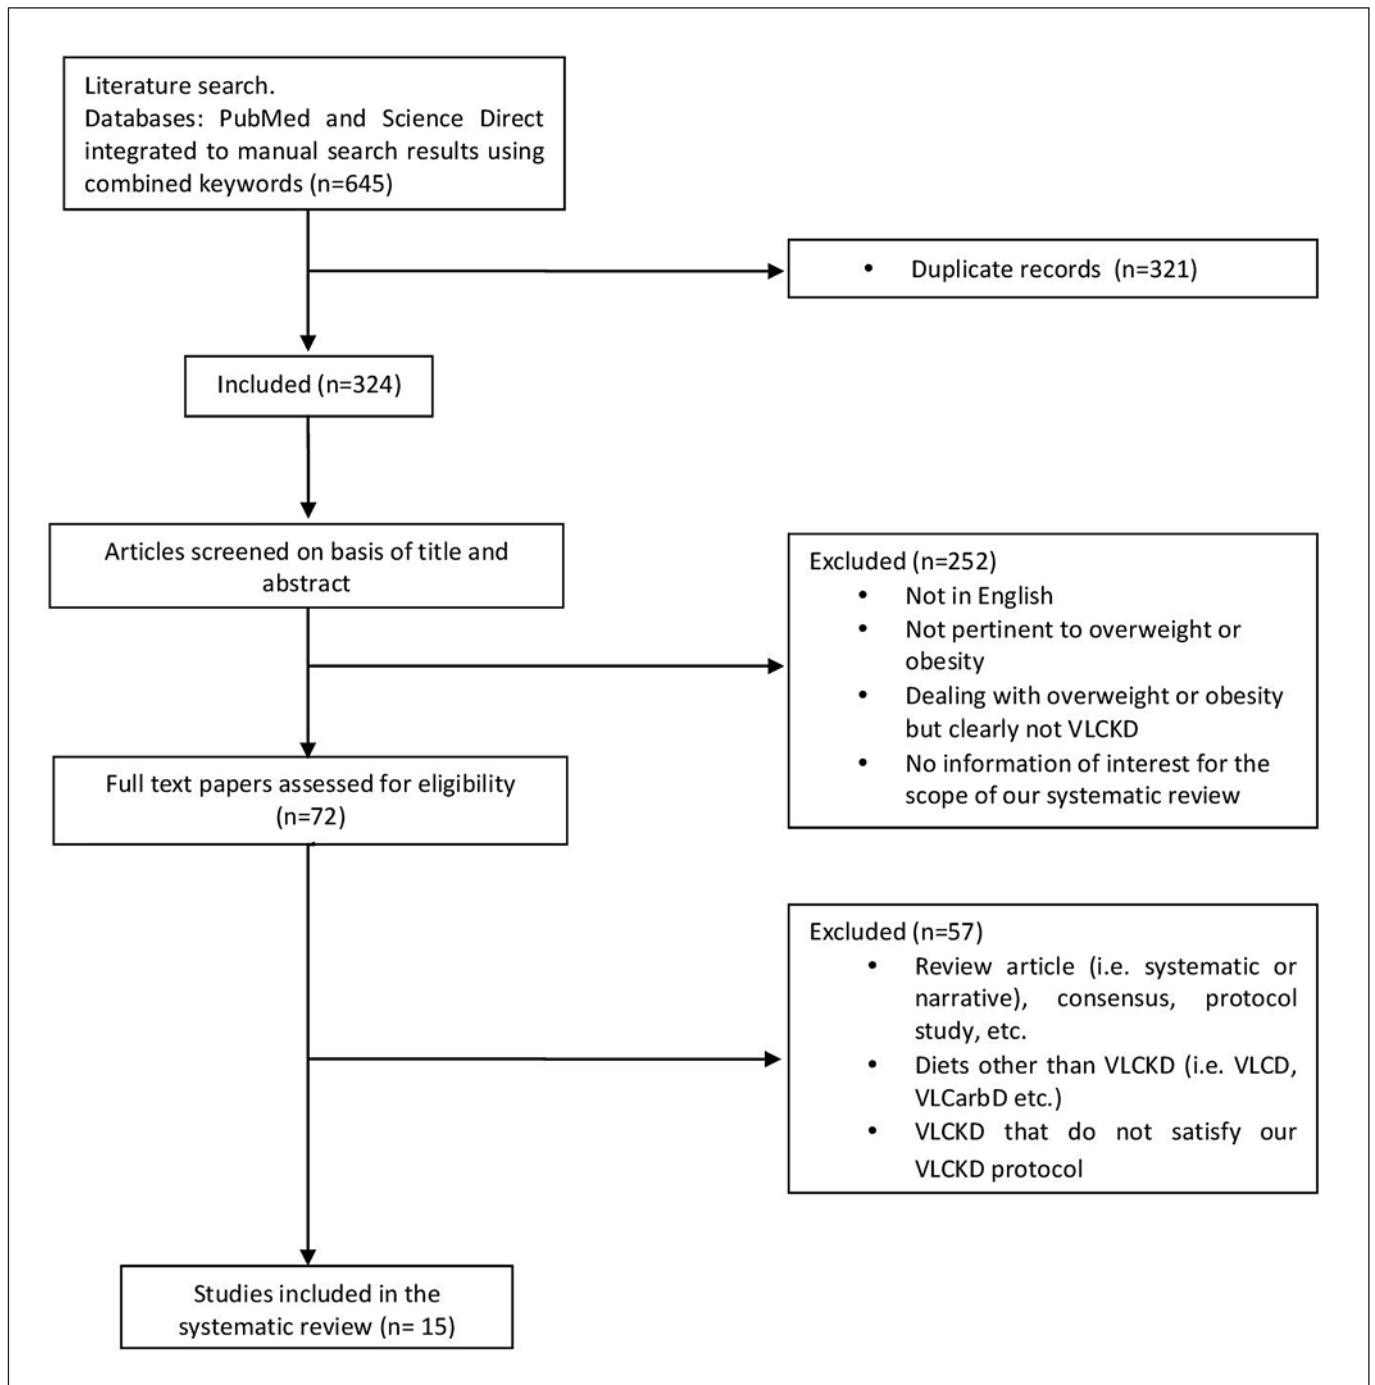 Literature search.
Databases: PubMed and Science Direct
integrated to manual search results using
combined keywords (n=645)
• Duplicate records (n=321)
Included (n=324)
Articles screened on basis of title and
abstract
Excluded (n=252)
• Not in English
• Not pertinent to overweight or
obesity
• Dealing with overweight or obesity
but clearly not VLCKD
• No information of interest for the
scope of our systematic review
Full text papers assessed for eligibility
(n=72)
Excluded (n=57)
• Review article (i.e. systematic or
narrative), consensus, protocol
study, etc.
• Diets other than VLCKD (i.e. VLCD,
VLCarbD etc.)
• VLCKD that do not satisfy our
VLCKD protocol
Studies included in the
systematic review (n= 15)